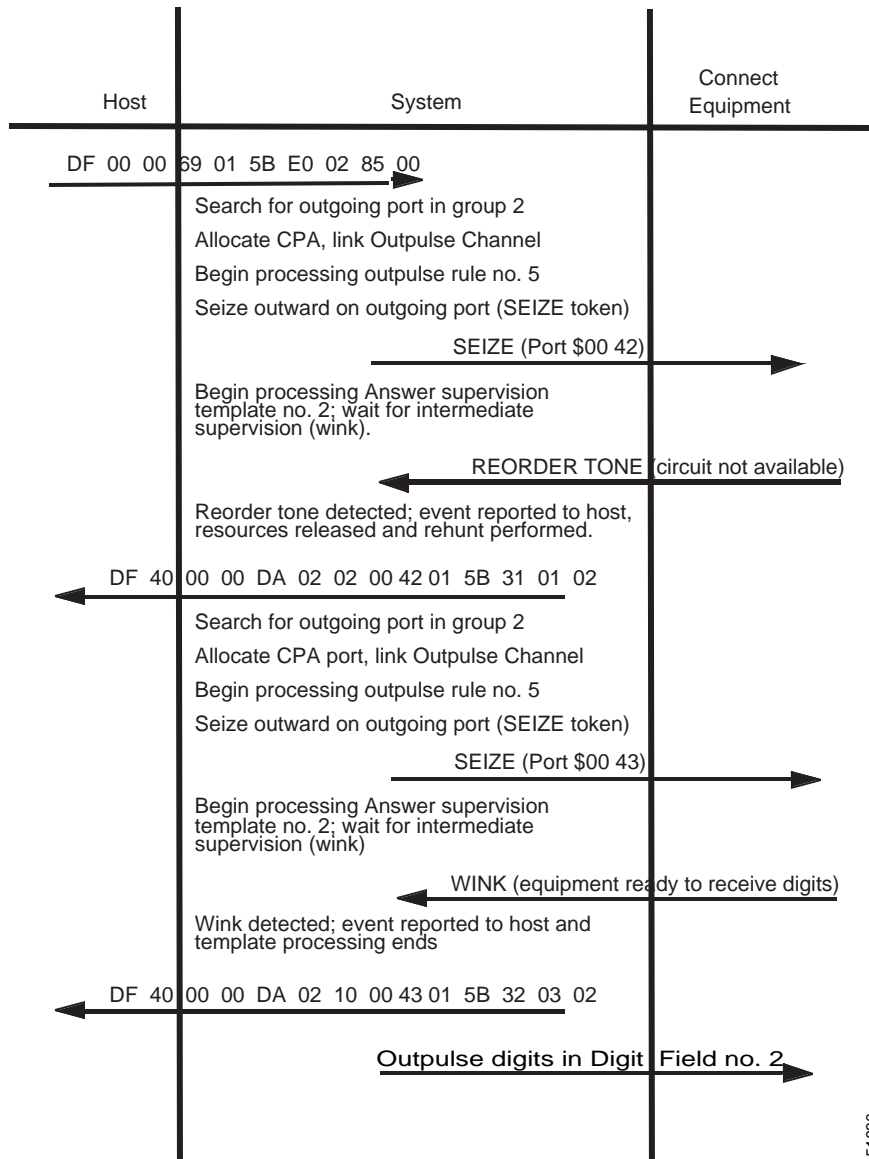 Host
System
Connect
Equipment
DF 00 00 69 01 5B E0 02 85 00
Search for outgoing port in group 2
Allocate CPA, link Outpulse Channel
Begin processing outpulse rule no. 5
Seize outward on outgoing port (SEIZE token)
SEIZE (Port $00 42)
Begin processing Answer supervision
template no. 2; wait for intermediate
supervision (wink).
REORDER TONE (circuit not available)
Reorder tone detected; event reported to host,
resources released and rehunt performed.
DF 40 00 00 DA 02 02 00 42 01 5B 31 01 02
Search for outgoing port in group 2
Allocate CPA port, link Outpulse Channel
Begin processing outpulse rule no. 5
Seize outward on outgoing port (SEIZE token)
SEIZE (Port $00 43)
Begin processing Answer supervision
template no. 2; wait for intermediate
supervision (wink)
WINK (equipment ready to receive digits)
Wink detected; event reported to host and
template processing ends
DF 40 00 00 DA 02 10 00 43 01 5B 32 03 02
Outpulse digits in Digit Field no. 2